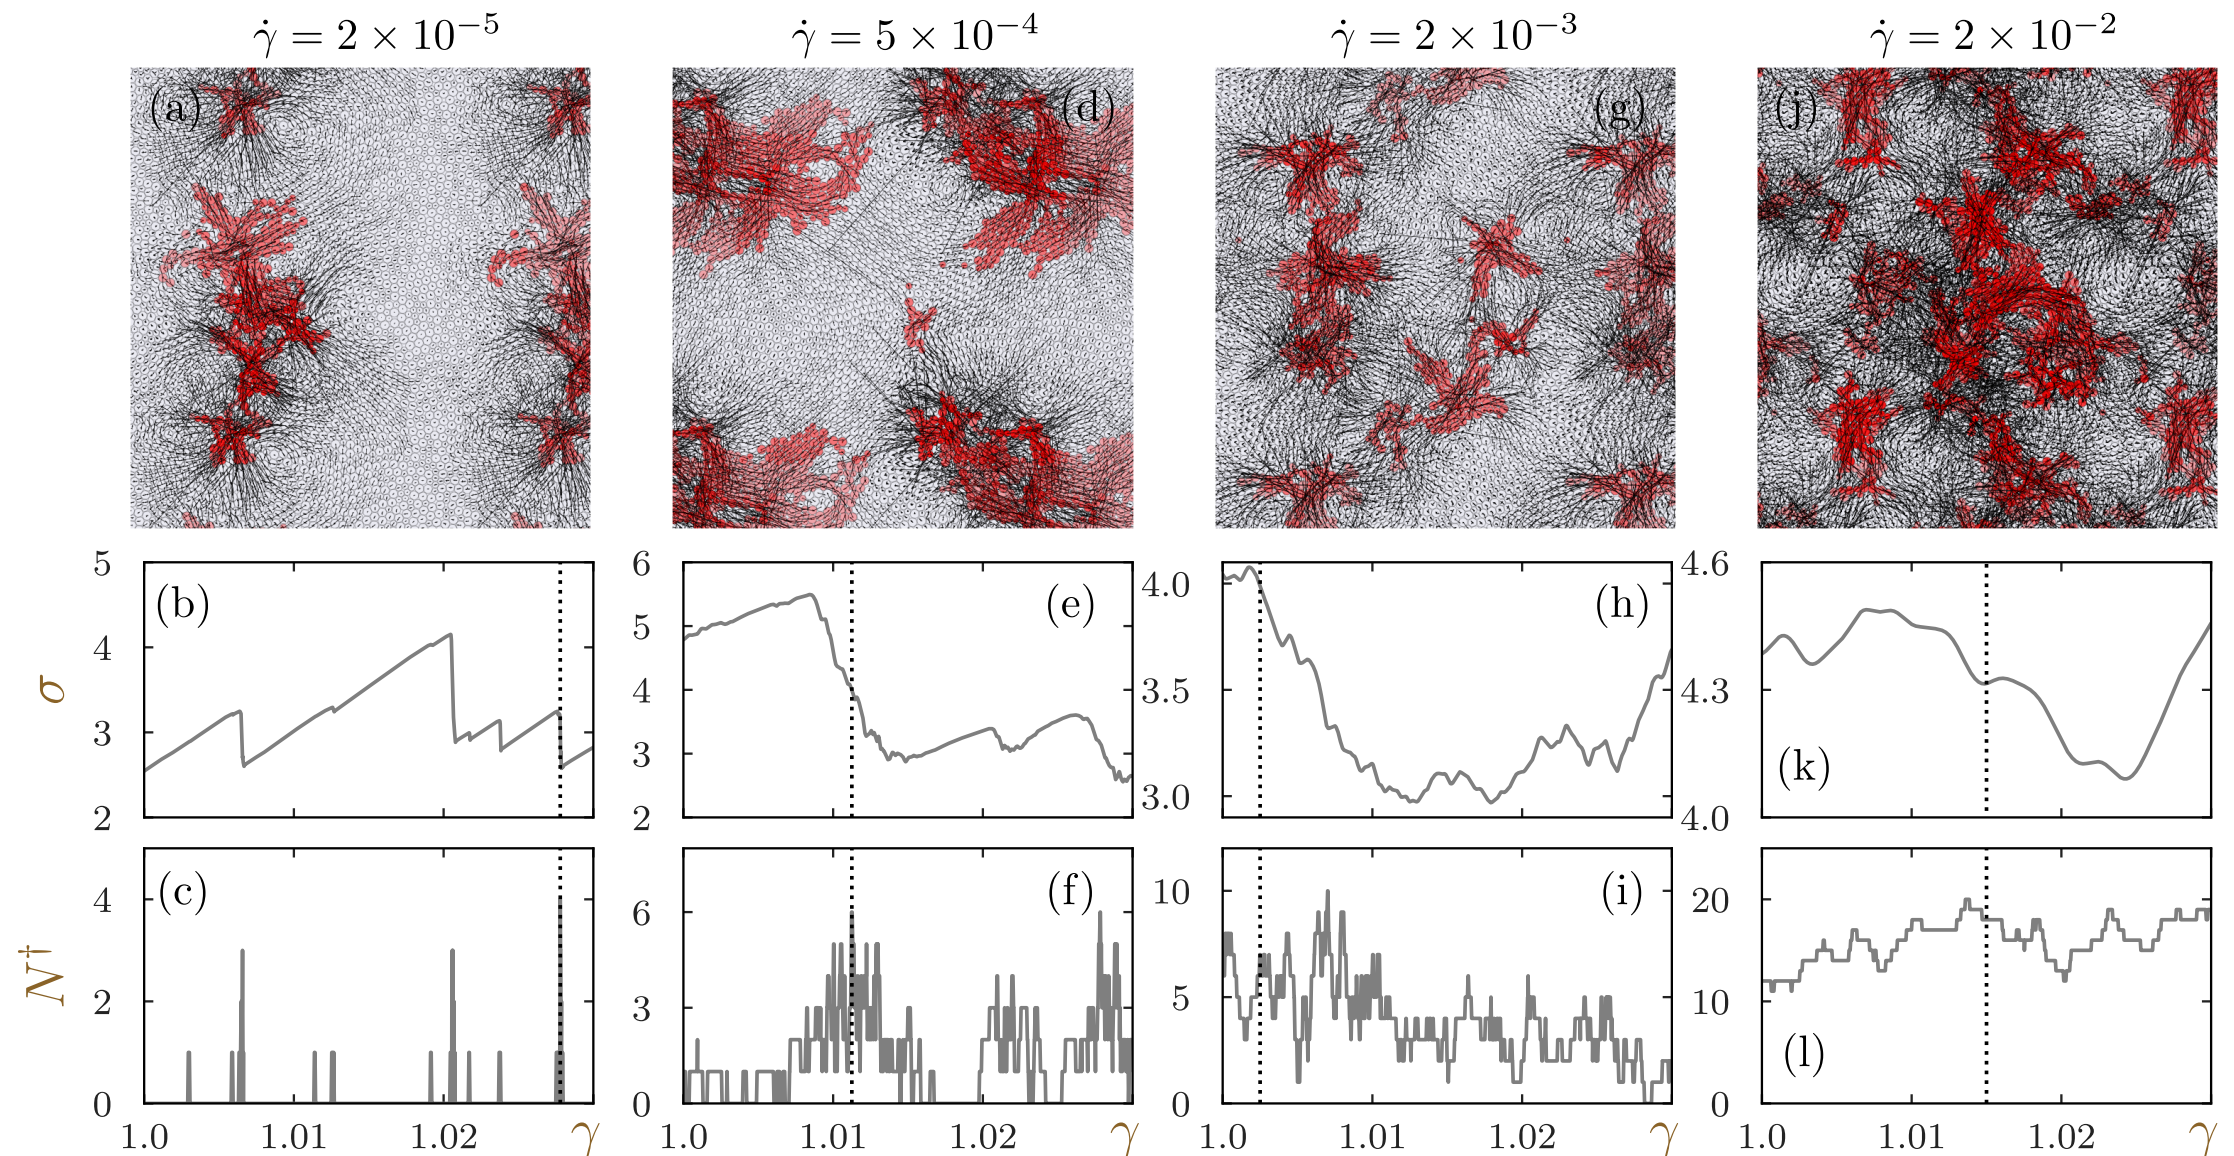 γ̇ = 2 × 10⁻⁵ γ̇ = 5 × 10⁻⁴ γ̇ = 2 × 10⁻³ γ̇ = 2 × 10⁻²
(a) (d) (g) (j)
5 6 4.6
(b) (e) 4.0 (h)
4 5
σ 4 3.5 4.3
3 3 (k)
2 2 3.0 4.0
(c) (f) 10 (i) 20
4 6
N† 2 3 5 10
(l)
0 0 0 0
1.0 1.01 1.02 γ 1.0 1.01 1.02 γ 1.0 1.01 1.02 γ 1.0 1.01 1.02 γ